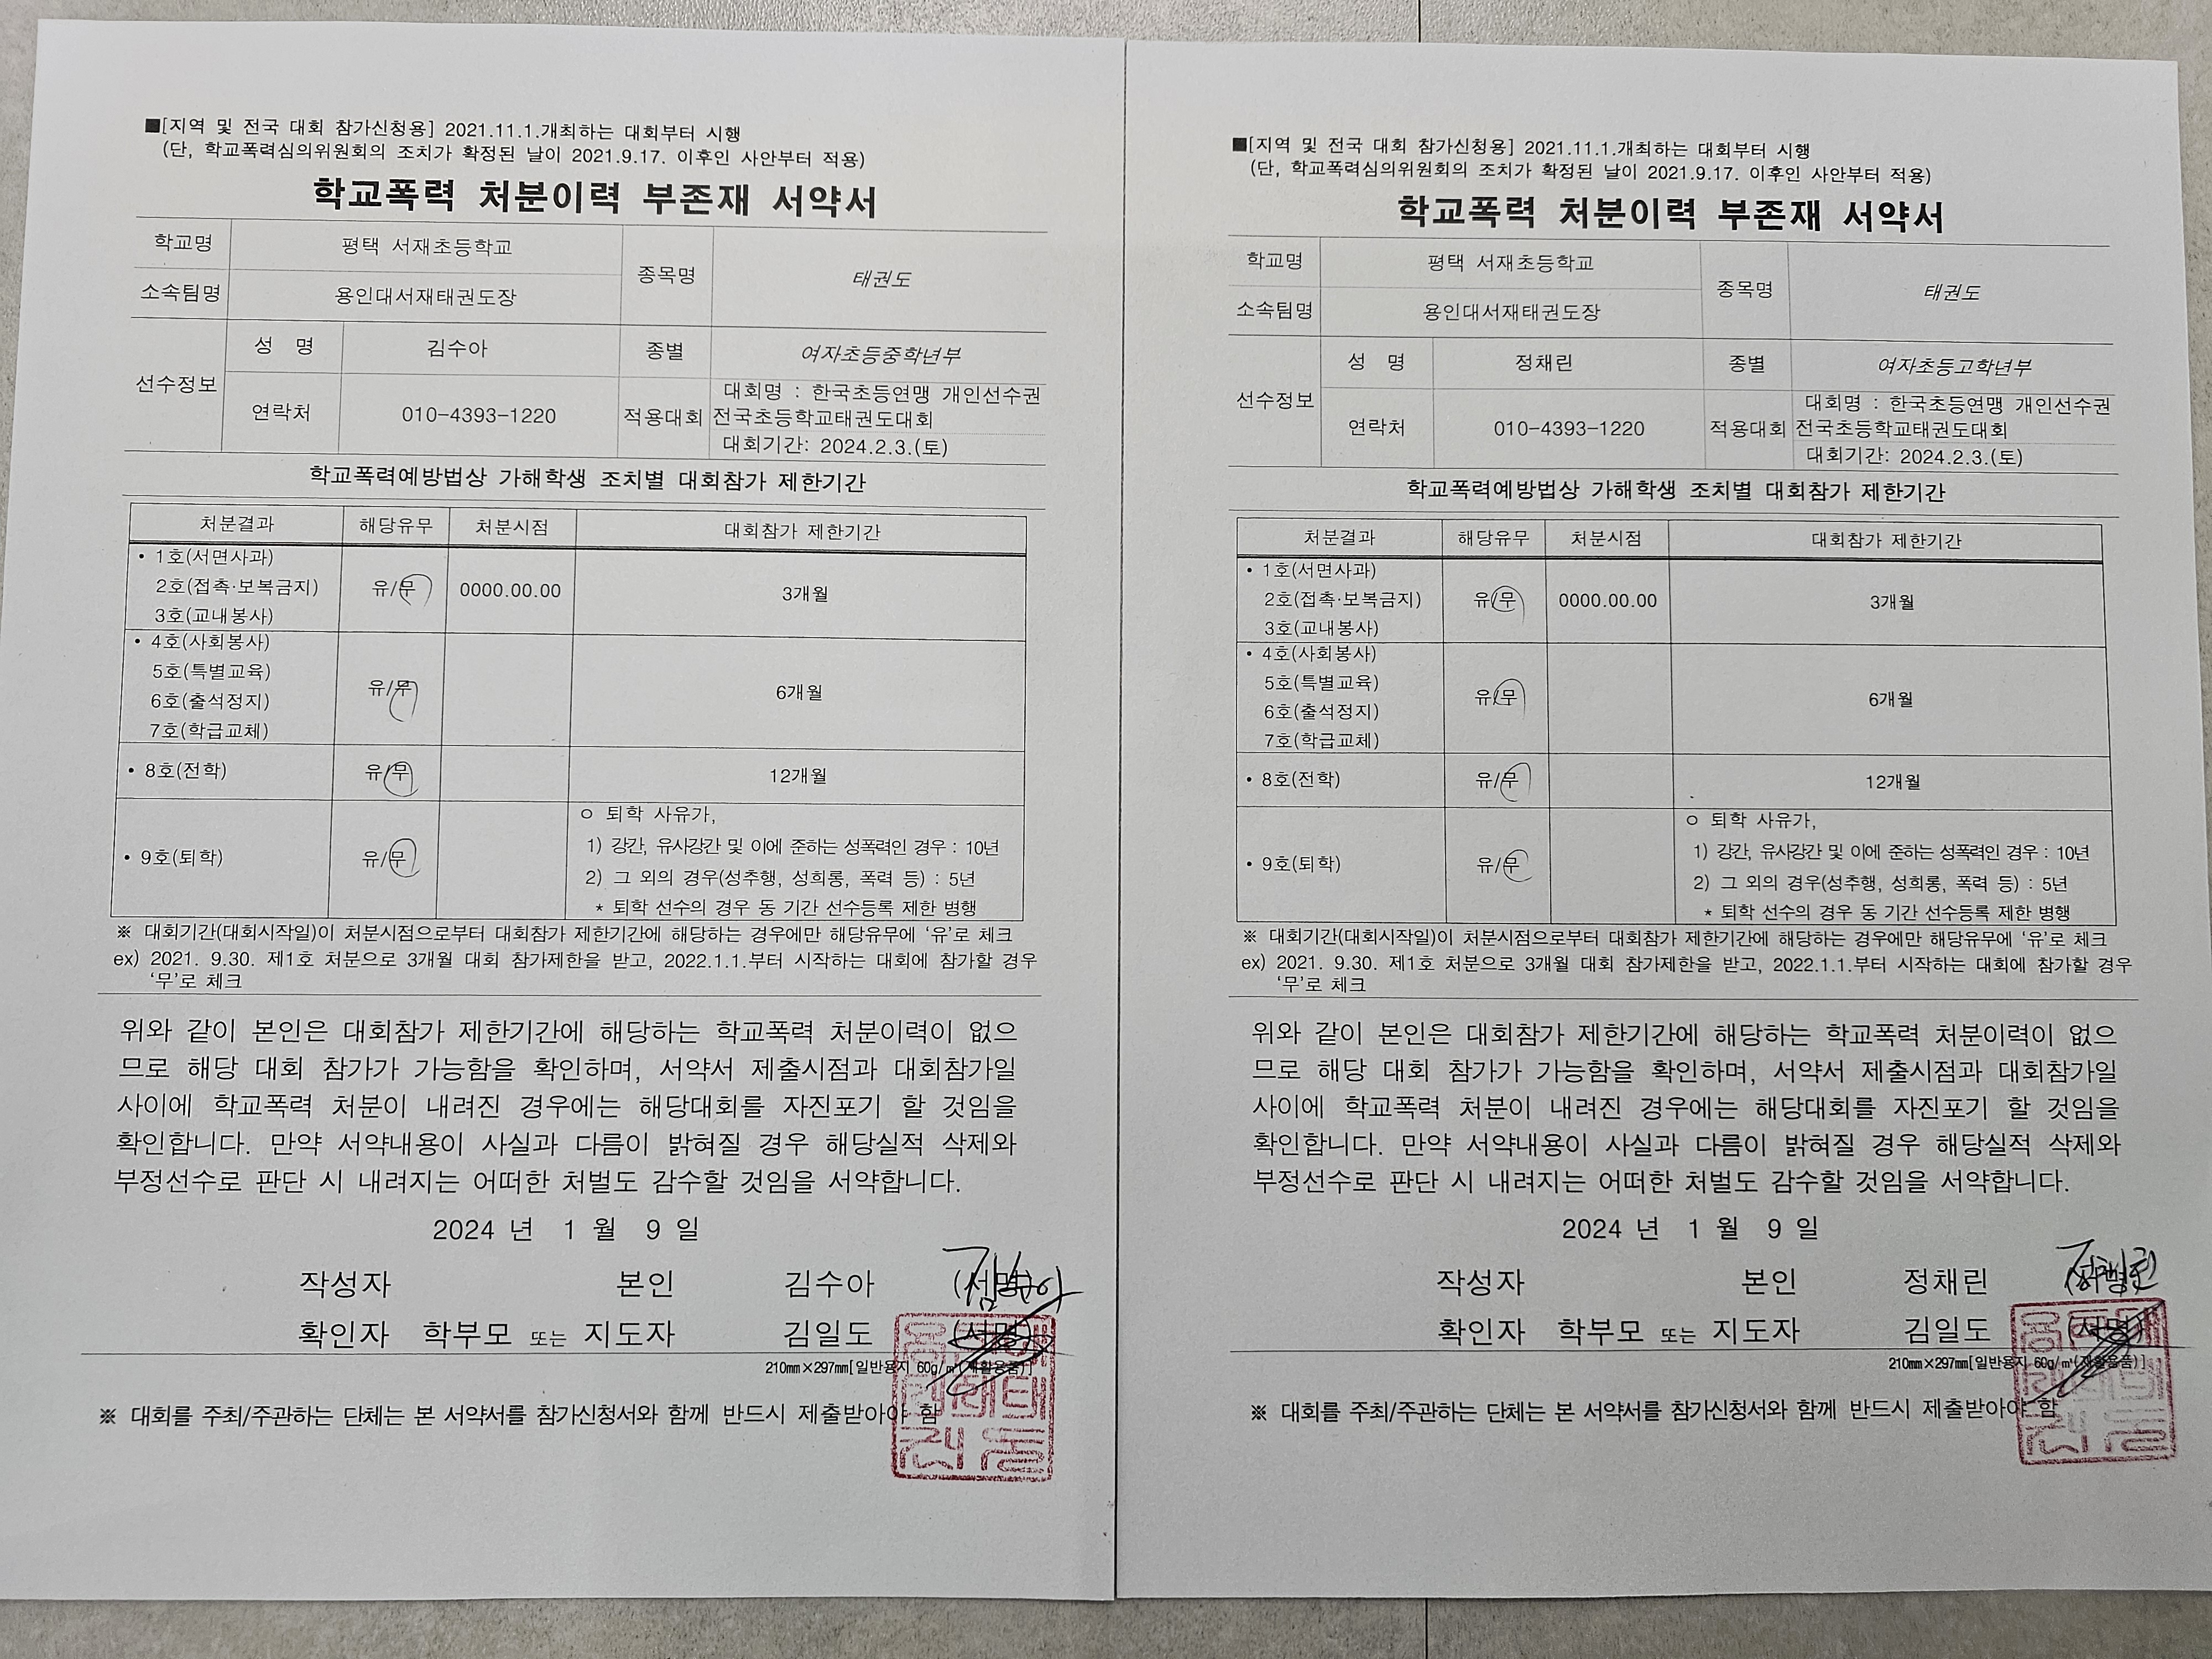 ■[지역 및 전국 대회 참가신청용] 2021.11.1.개최하는 대회부터 시행
(단, 학교폭력심의위원회의 조치가 확정된 날이 2021.9.17. 이후인 사안부터 적용)
학교폭력 처분이력 부존재 서약서
학교명 평택 서재초등학교 종목명 태권도
소속팀명 용인대서재태권도장
선수정보 성 명 김수아 종별 여자초등중학년부
연락처 010-4393-1220 적용대회 대회명 : 한국초등연맹 개인선수권
전국초등학교태권도대회
대회기간: 2024.2.3.(토)
학교폭력예방법상 가해학생 조치별 대회참가 제한기간
처분결과 해당유무 처분시점 대회참가 제한기간
• 1호(서면사과)
2호(접촉·보복금지) 유/무 0000.00.00 3개월
3호(교내봉사)
• 4호(사회봉사)
5호(특별교육)
유/무 6개월
6호(출석정지)
7호(학급교체)
• 8호(전학) 유/무 12개월
• 9호(퇴학) 유/무
ㅇ 퇴학 사유가,
1) 강간, 유사강간 및 이에 준하는 성폭력인 경우 : 10년
2) 그 외의 경우(성추행, 성희롱, 폭력 등) : 5년
* 퇴학 선수의 경우 동 기간 선수등록 제한 병행
※ 대회기간(대회시작일)이 처분시점으로부터 대회참가 제한기간에 해당하는 경우에만 해당유무에 ‘유’로 체크
ex) 2021. 9.30. 제1호 처분으로 3개월 대회 참가제한을 받고, 2022.1.1.부터 시작하는 대회에 참가할 경우
‘무’로 체크
위와 같이 본인은 대회참가 제한기간에 해당하는 학교폭력 처분이력이 없으
므로 해당 대회 참가가 가능함을 확인하며, 서약서 제출시점과 대회참가일
사이에 학교폭력 처분이 내려진 경우에는 해당대회를 자진포기 할 것임을
확인합니다. 만약 서약내용이 사실과 다름이 밝혀질 경우 해당실적 삭제와
부정선수로 판단 시 내려지는 어떠한 처벌도 감수할 것임을 서약합니다.
2024 년 1 월 9 일
작성자 본인 김수아 (서명) 김수아
확인자 학부모 또는 지도자 김일도 (서명)
210㎜×297㎜[일반용지 60g/㎡(재활용품)]
※ 대회를 주최/주관하는 단체는 본 서약서를 참가신청서와 함께 반드시 제출받아야 함
■[지역 및 전국 대회 참가신청용] 2021.11.1.개최하는 대회부터 시행
(단, 학교폭력심의위원회의 조치가 확정된 날이 2021.9.17. 이후인 사안부터 적용)
학교폭력 처분이력 부존재 서약서
학교명 평택 서재초등학교 종목명 태권도
소속팀명 용인대서재태권도장
선수정보 성 명 정채린 종별 여자초등고학년부
연락처 010-4393-1220 적용대회 대회명 : 한국초등연맹 개인선수권
전국초등학교태권도대회
대회기간: 2024.2.3.(토)
학교폭력예방법상 가해학생 조치별 대회참가 제한기간
처분결과 해당유무 처분시점 대회참가 제한기간
• 1호(서면사과)
2호(접촉·보복금지) 유/무 0000.00.00 3개월
3호(교내봉사)
• 4호(사회봉사)
5호(특별교육)
유/무 6개월
6호(출석정지)
7호(학급교체)
• 8호(전학) 유/무 12개월
• 9호(퇴학) 유/무
ㅇ 퇴학 사유가,
1) 강간, 유사강간 및 이에 준하는 성폭력인 경우 : 10년
2) 그 외의 경우(성추행, 성희롱, 폭력 등) : 5년
* 퇴학 선수의 경우 동 기간 선수등록 제한 병행
※ 대회기간(대회시작일)이 처분시점으로부터 대회참가 제한기간에 해당하는 경우에만 해당유무에 ‘유’로 체크
ex) 2021. 9.30. 제1호 처분으로 3개월 대회 참가제한을 받고, 2022.1.1.부터 시작하는 대회에 참가할 경우
‘무’로 체크
위와 같이 본인은 대회참가 제한기간에 해당하는 학교폭력 처분이력이 없으
므로 해당 대회 참가가 가능함을 확인하며, 서약서 제출시점과 대회참가일
사이에 학교폭력 처분이 내려진 경우에는 해당대회를 자진포기 할 것임을
확인합니다. 만약 서약내용이 사실과 다름이 밝혀질 경우 해당실적 삭제와
부정선수로 판단 시 내려지는 어떠한 처벌도 감수할 것임을 서약합니다.
2024 년 1 월 9 일
작성자 본인 정채린 (서명) 정채린
확인자 학부모 또는 지도자 김일도 (서명)
210㎜×297㎜[일반용지 60g/㎡(재활용품)]
※ 대회를 주최/주관하는 단체는 본 서약서를 참가신청서와 함께 반드시 제출받아야 함